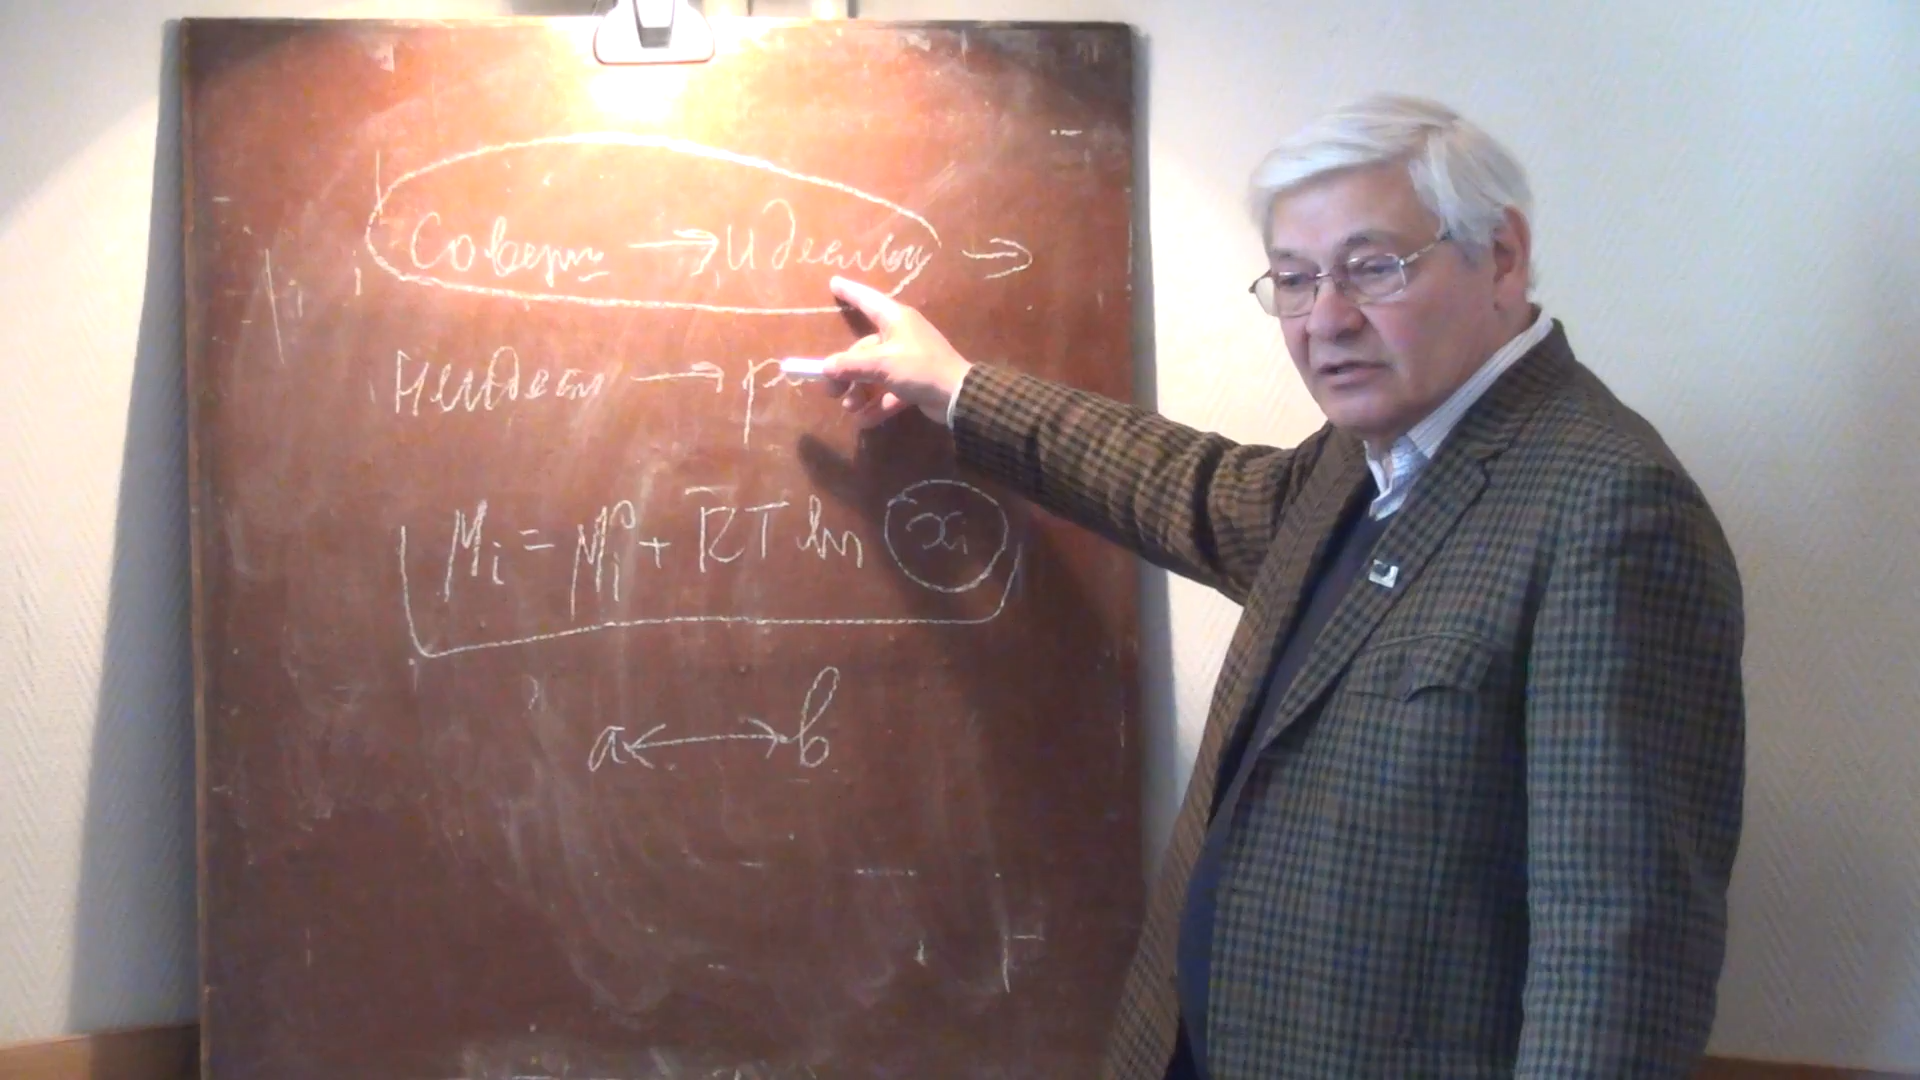 Соверш → Идеальн →
Неидеал → р
μi = μi° + RT ln xi
a ↔ b